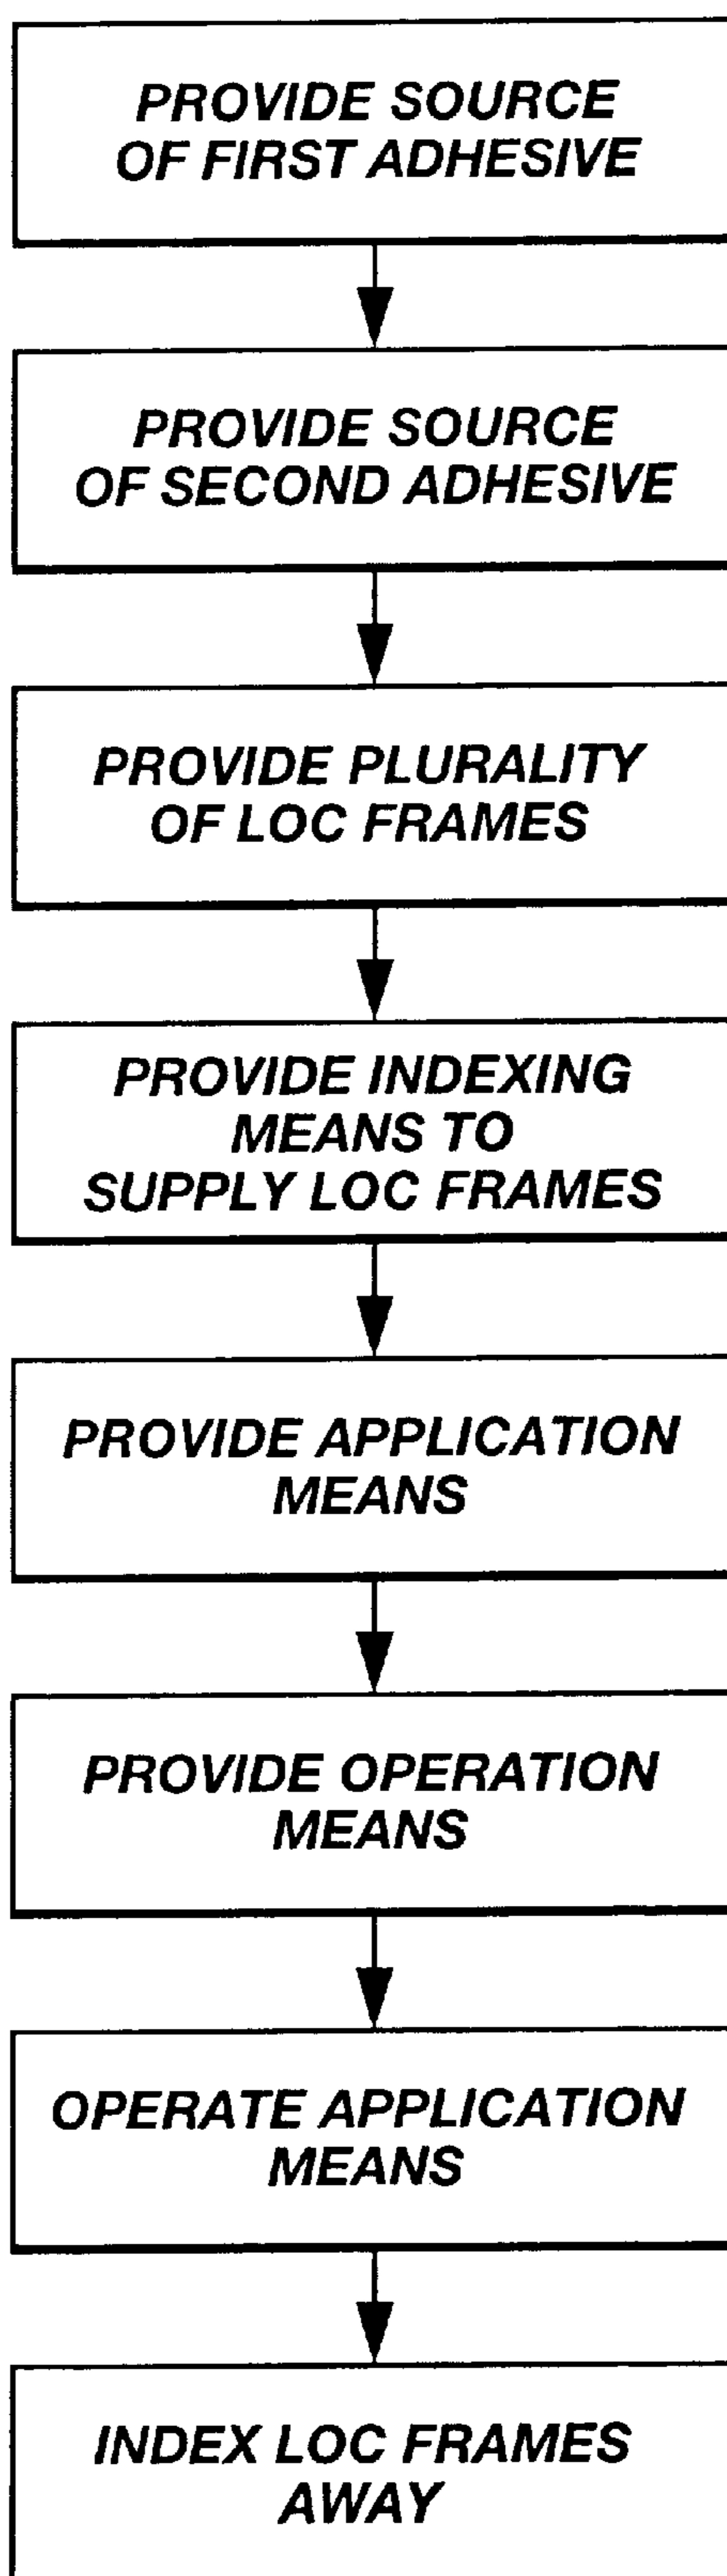 PROVIDE SOURCE
OF FIRST ADHESIVE
PROVIDE SOURCE
OF SECOND ADHESIVE
PROVIDE PLURALITY
OF LOC FRAMES
PROVIDE INDEXING
MEANS TO
SUPPLY LOC FRAMES
PROVIDE APPLICATION
MEANS
PROVIDE OPERATION
MEANS
OPERATE APPLICATION
MEANS
INDEX LOC FRAMES
AWAY